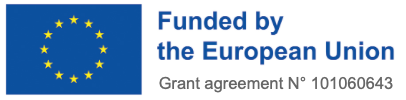 Funded by
the European Union
Grant agreement N° 101060643